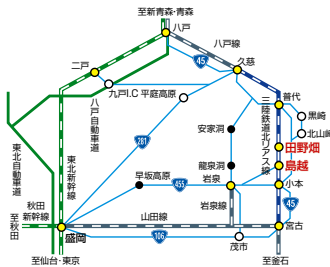 至新青森・青森
八戸
八戸線
45
二戸
久慈
九戸I.C
平庭高原
普代
八戸自動車道
三陸鉄道北リアス線
黒崎
安家洞
北山崎
281
田野畑
東北自動車道
東北新幹線
龍泉洞
島越
早坂高原
455
岩泉
小本
秋田
新幹線
岩泉線
45
至秋田
山田線
宮古
盛岡
106
茂市
至仙台・東京
至釜石